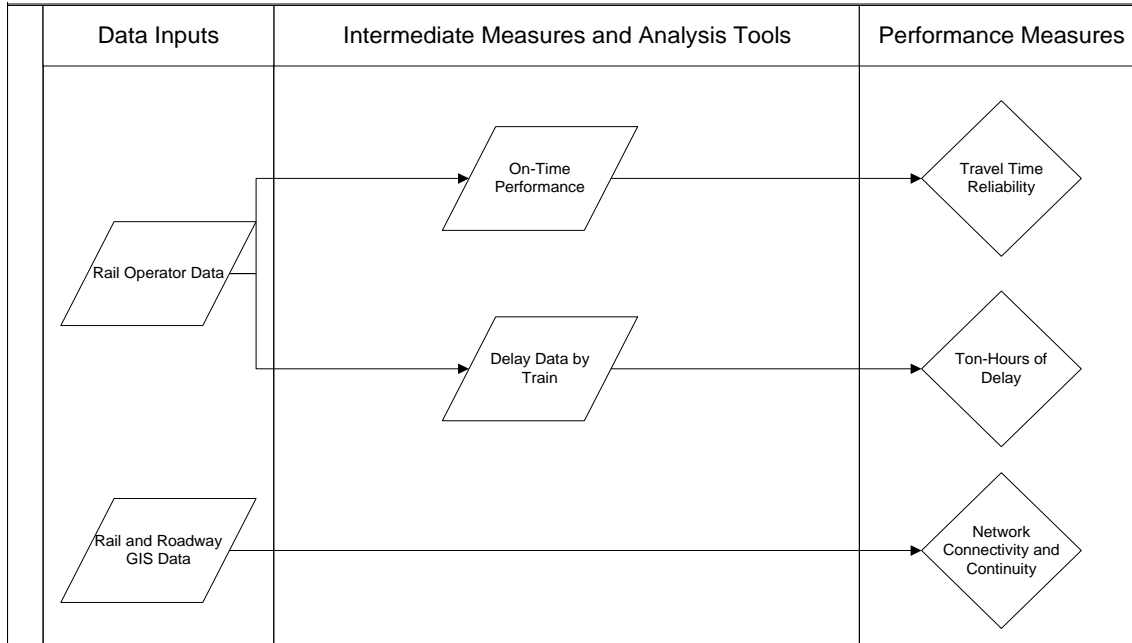 Data Inputs
Intermediate Measures and Analysis Tools
Performance Measures
On-Time
Performance
Travel Time
Reliability
Rail Operator Data
Delay Data by
Train
Ton-Hours of
Delay
Rail and Roadway
GIS Data
Network
Connectivity and
Continuity